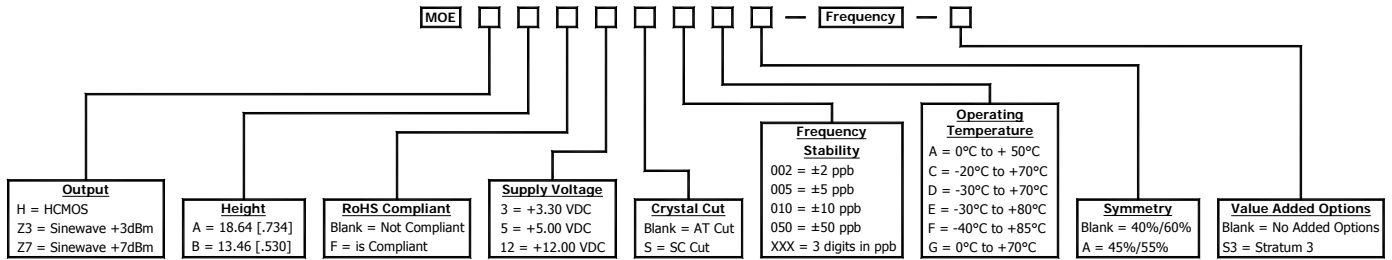 MOE — Frequency —
Output
H = HCMOS
Z3 = Sinewave +3dBm
Z7 = Sinewave +7dBm
Height
A = 18.64 [.734]
B = 13.46 [.530]
RoHS Compliant
Blank = Not Compliant
F = is Compliant
Supply Voltage
3 = +3.30 VDC
5 = +5.00 VDC
12 = +12.00 VDC
Crystal Cut
Blank = AT Cut
S = SC Cut
Frequency
Stability
002 = ±2 ppb
005 = ±5 ppb
010 = ±10 ppb
050 = ±50 ppb
XXX = 3 digits in ppb
Operating
Temperature
A = 0°C to + 50°C
C = -20°C to +70°C
D = -30°C to +70°C
E = -30°C to +80°C
F = -40°C to +85°C
G = 0°C to +70°C
Symmetry
Blank = 40%/60%
A = 45%/55%
Value Added Options
Blank = No Added Options
S3 = Stratum 3